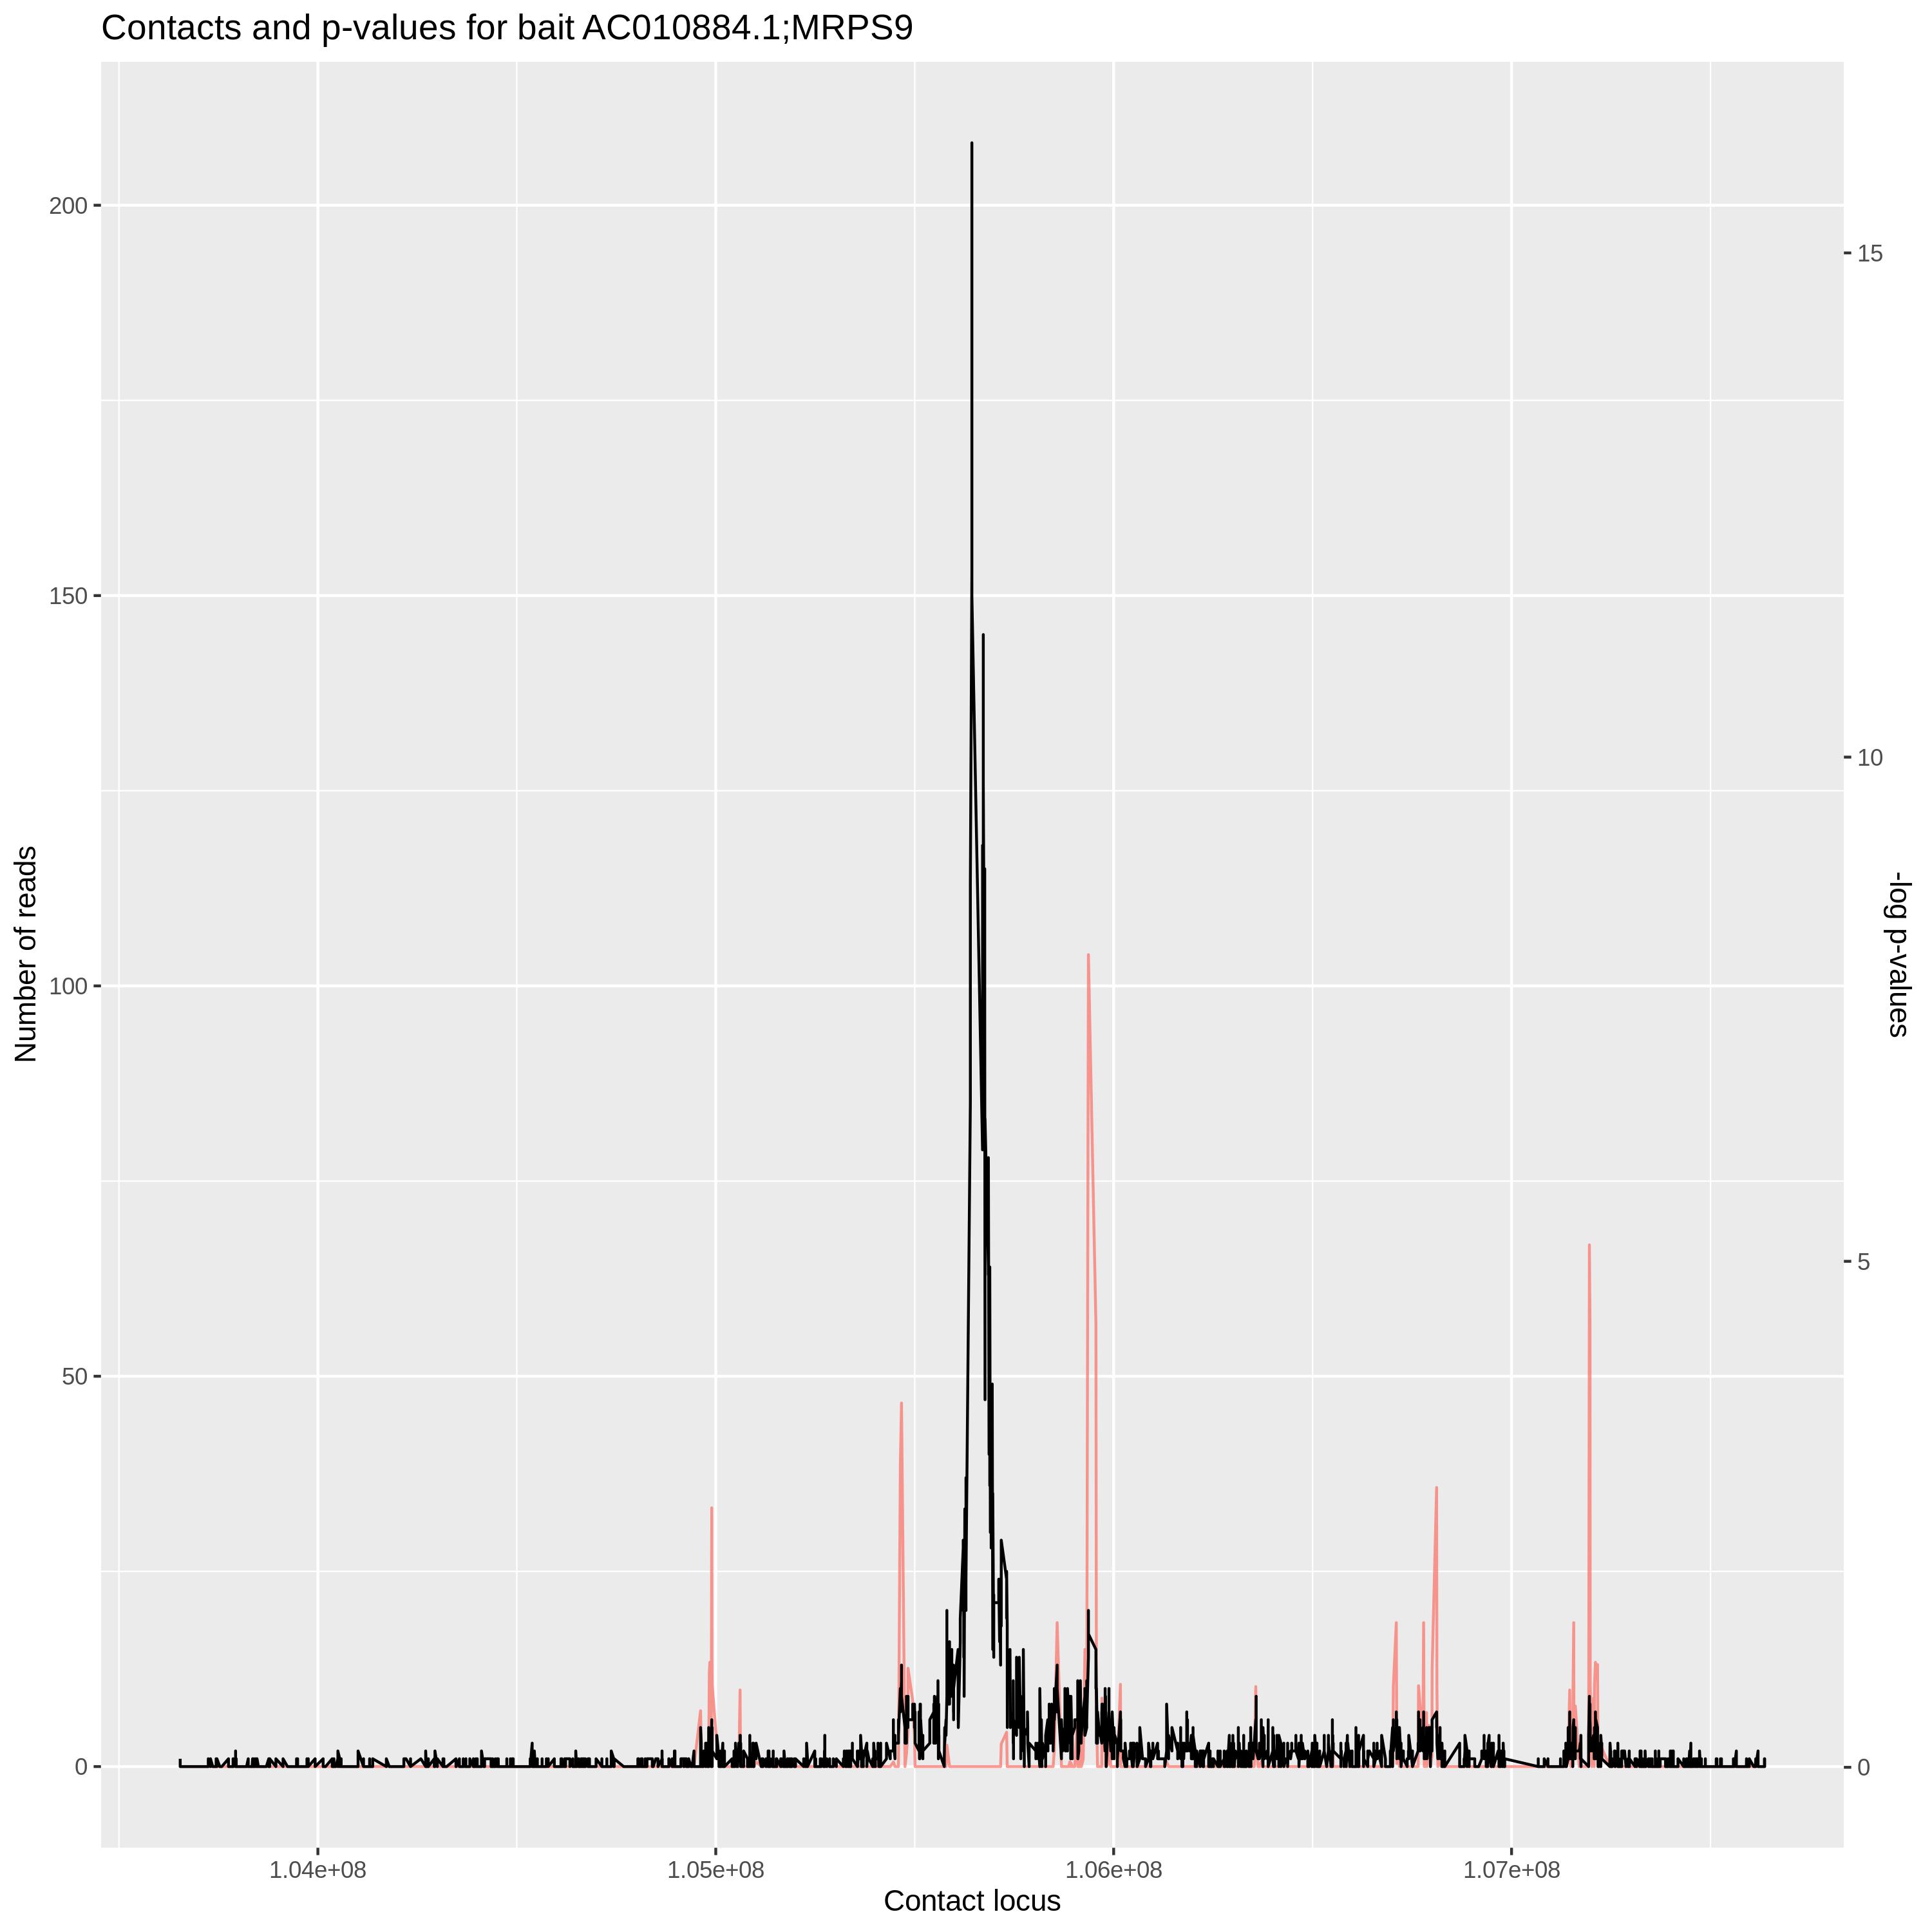 Contacts and p-values for bait AC010884.1;MRPS9
Number of reads
200
150
100
50
0
15
10
5
0
-log p-values
1.04e+08 1.05e+08 1.06e+08 1.07e+08
Contact locus